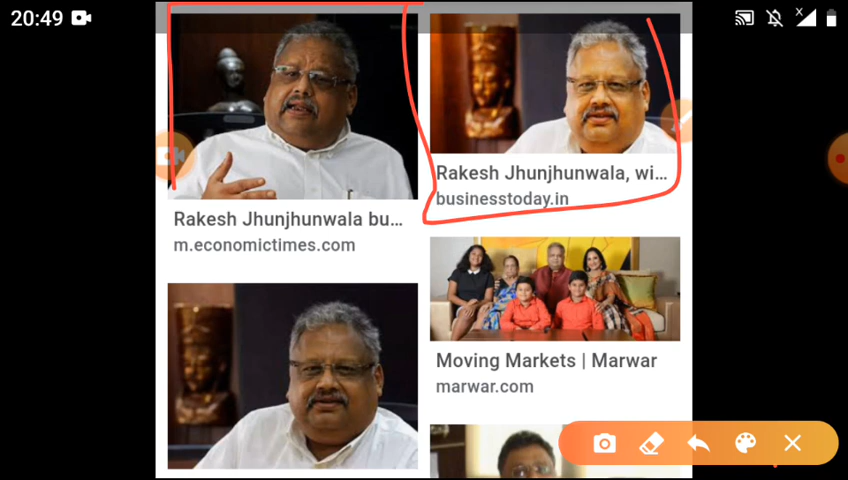 20:49
X
Rakesh Jhunjhunwala, wi...
businesstoday.in
Rakesh Jhunjhunwala bu...
m.economictimes.com
Moving Markets | Marwar
marwar.com